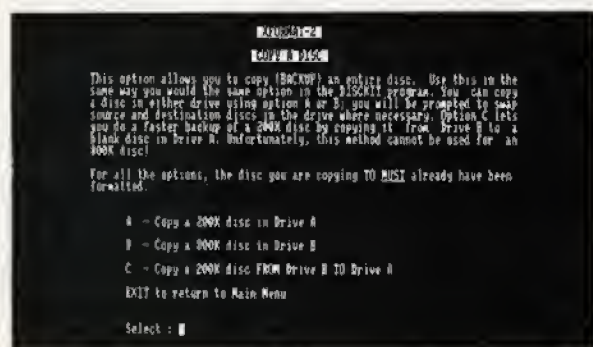 XFORMAT-2
COPY A DISC
This option allows you to copy (BACKUP) an entire disc. Use this in the
same way you would the same option in the DISCKIT program. You can copy
a disc in either drive using option A or B; you will be prompted to swap
source and destination discs in the drive where necessary. Option C lets
you do a faster backup of a 200K disc by copying it from Drive B to a
blank disc in Drive A. Unfortunately, this method cannot be used for an
800K disc!
For all the options, the disc you are copying TO MUST already have been
formatted.
A - Copy a 200K disc in Drive A
B - Copy a 800K disc in Drive B
C - Copy a 200K disc FROM Drive B TO Drive A
EXIT to return to Main Menu
Select :